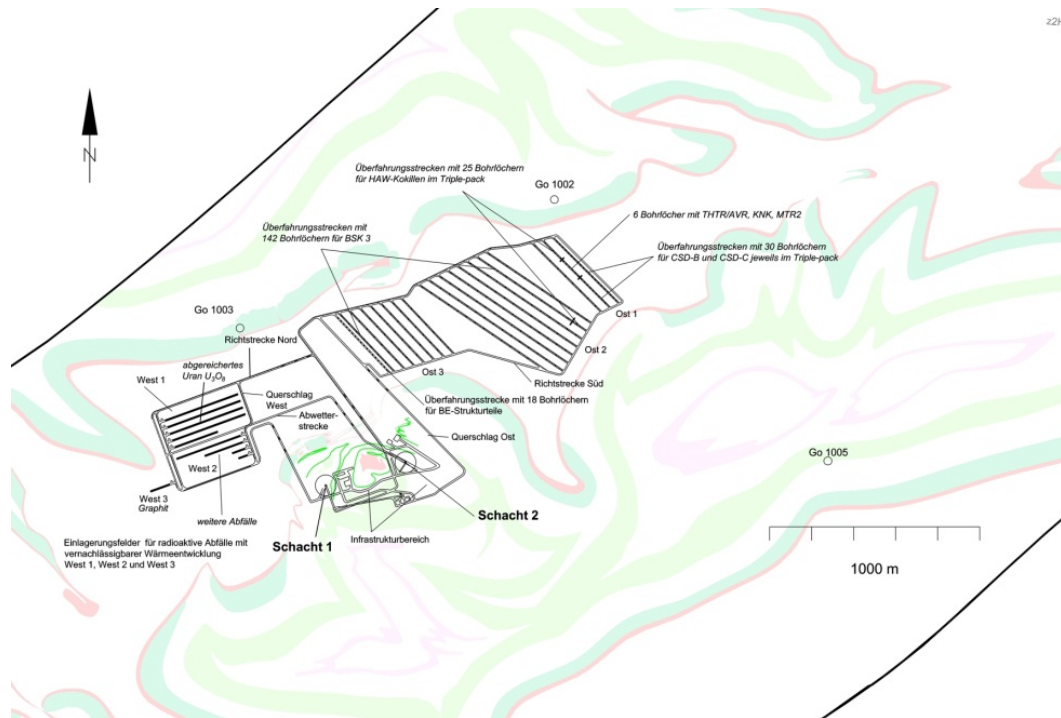 z2H
N
Überfahrungsstrecken mit 25 Bohrlöchern
für HAW-Kokillen im Triple-pack
Go 1002
6 Bohrlöcher mit THTR/AVR, KNK, MTR2
Überfahrungsstrecken mit
142 Bohrlöchern für BSK 3
Überfahrungsstrecken mit 30 Bohrlöchern
für CSD-B und CSD-C jeweils im Triple-pack
Go 1003
Ost 1
Richtstrecke Nord
Ost 2
abgereichertes
Uran U₃O₈
Ost 3
West 1
Richtstrecke Süd
Querschlag
West
Überfahrungsstrecke mit 18 Bohrlöchern
für BE-Strukturteile
Abwetter-
strecke
Querschlag Ost
Go 1005
West 2
West 3
Graphit
weitere Abfälle
Schacht 2
Schacht 1
Infrastrukturbereich
Einlagerungsfelder für radioaktive Abfälle mit
vernachlässigbarer Wärmeentwicklung
West 1, West 2 und West 3
1000 m